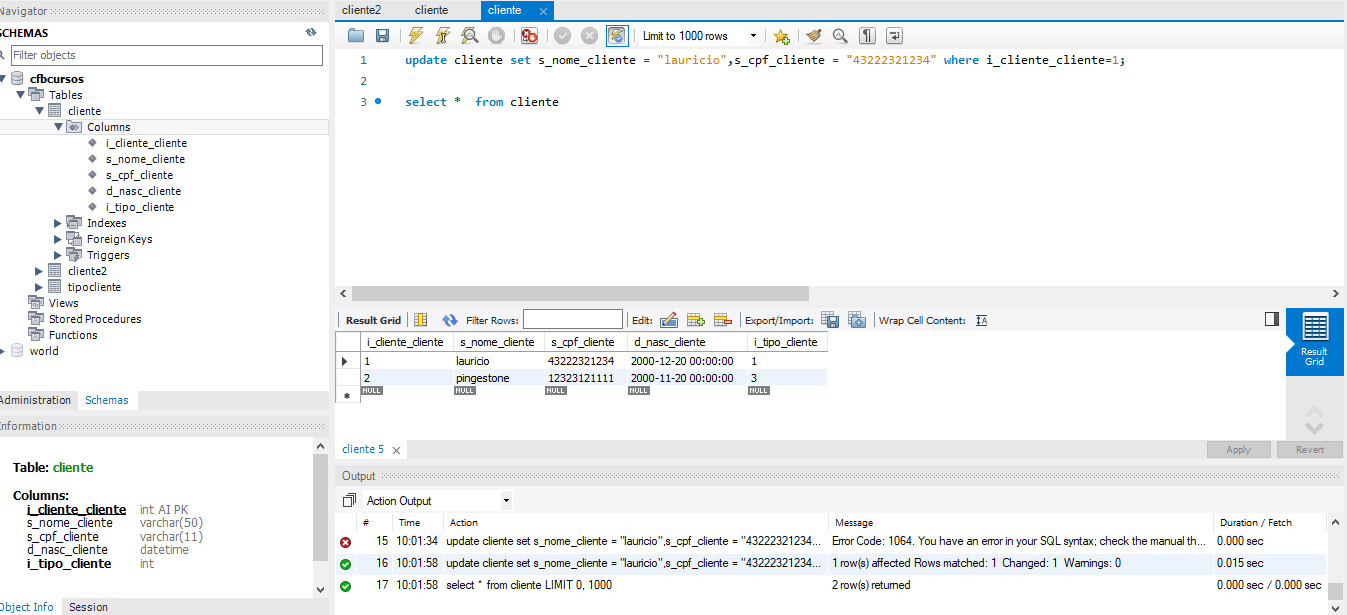 Navigator
SCHEMAS
Filter objects
cfbcursos
Tables
cliente
Columns
i_cliente_cliente
s_nome_cliente
s_cpf_cliente
d_nasc_cliente
i_tipo_cliente
Indexes
Foreign Keys
Triggers
cliente2
tipocliente
Views
Stored Procedures
Functions
world
Administration Schemas
Information
Table: cliente
Columns:
i_cliente_cliente int AI PK
s_nome_cliente varchar(50)
s_cpf_cliente varchar(11)
d_nasc_cliente datetime
i_tipo_cliente int
Object Info Session
cliente2 cliente cliente
Limit to 1000 rows
1 update cliente set s_nome_cliente = "lauricio",s_cpf_cliente = "43222321234" where i_cliente_cliente=1;
2
3 select * from cliente
Result Grid Filter Rows: Edit: Export/Import: Wrap Cell Content:
i_cliente_cliente s_nome_cliente s_cpf_cliente d_nasc_cliente i_tipo_cliente
1 lauricio 43222321234 2000-12-20 00:00:00 1
2 pingestone 12323121111 2000-11-20 00:00:00 3
NULL NULL NULL NULL NULL
Result
Grid
cliente 5
Apply Revert
Output
Action Output
# Time Action Message Duration / Fetch
15 10:01:34 update cliente set s_nome_cliente = "lauricio",s_cpf_cliente = "43222321234... Error Code: 1064. You have an error in your SQL syntax; check the manual th... 0.000 sec
16 10:01:58 update cliente set s_nome_cliente = "lauricio",s_cpf_cliente = "43222321234... 1 row(s) affected Rows matched: 1 Changed: 1 Warnings: 0 0.015 sec
17 10:01:58 select * from cliente LIMIT 0, 1000 2 row(s) returned 0.000 sec / 0.000 sec